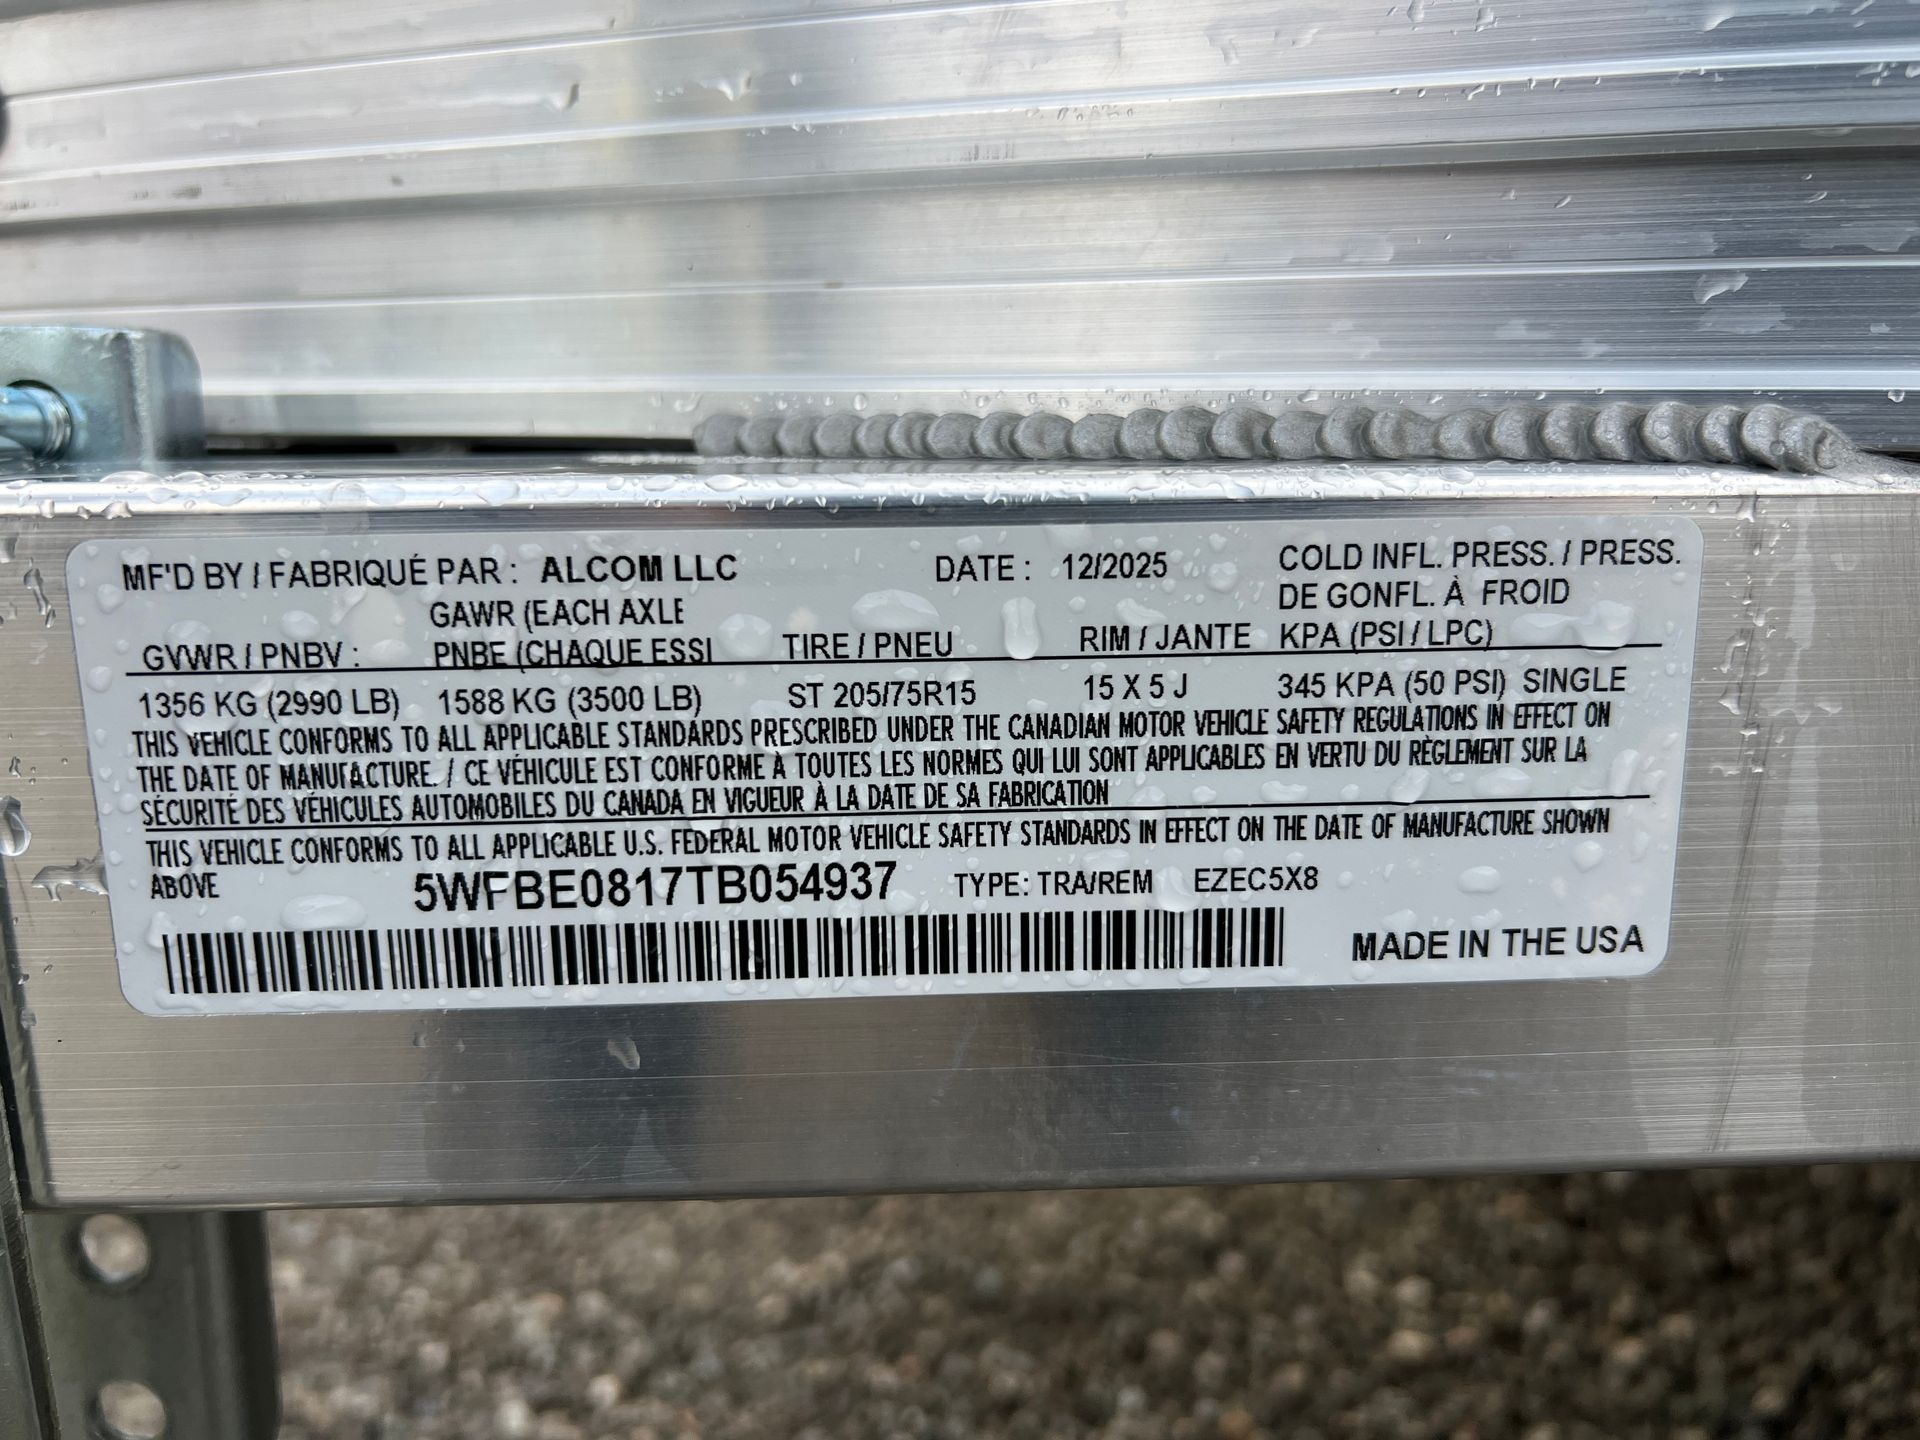 MF'D BY / FABRIQUÉ PAR : ALCOM LLC DATE : 12/2025 COLD INFL. PRESS. / PRESS.
GAWR (EACH AXLE DE GONFL. À FROID
GVWR / PNBV : PNBE (CHAQUE ESSI TIRE / PNEU RIM / JANTE KPA (PSI / LPC)
1356 KG (2990 LB) 1588 KG (3500 LB) ST 205/75R15 15 X 5 J 345 KPA (50 PSI) SINGLE
THIS VEHICLE CONFORMS TO ALL APPLICABLE STANDARDS PRESCRIBED UNDER THE CANADIAN MOTOR VEHICLE SAFETY REGULATIONS IN EFFECT ON
THE DATE OF MANUFACTURE. / CE VÉHICULE EST CONFORME À TOUTES LES NORMES QUI LUI SONT APPLICABLES EN VERTU DU RÈGLEMENT SUR LA
SÉCURITÉ DES VÉHICULES AUTOMOBILES DU CANADA EN VIGUEUR À LA DATE DE SA FABRICATION
THIS VEHICLE CONFORMS TO ALL APPLICABLE U.S. FEDERAL MOTOR VEHICLE SAFETY STANDARDS IN EFFECT ON THE DATE OF MANUFACTURE SHOWN
ABOVE 5WFBE0817TB054937 TYPE: TRA/REM EZEC5X8
MADE IN THE USA